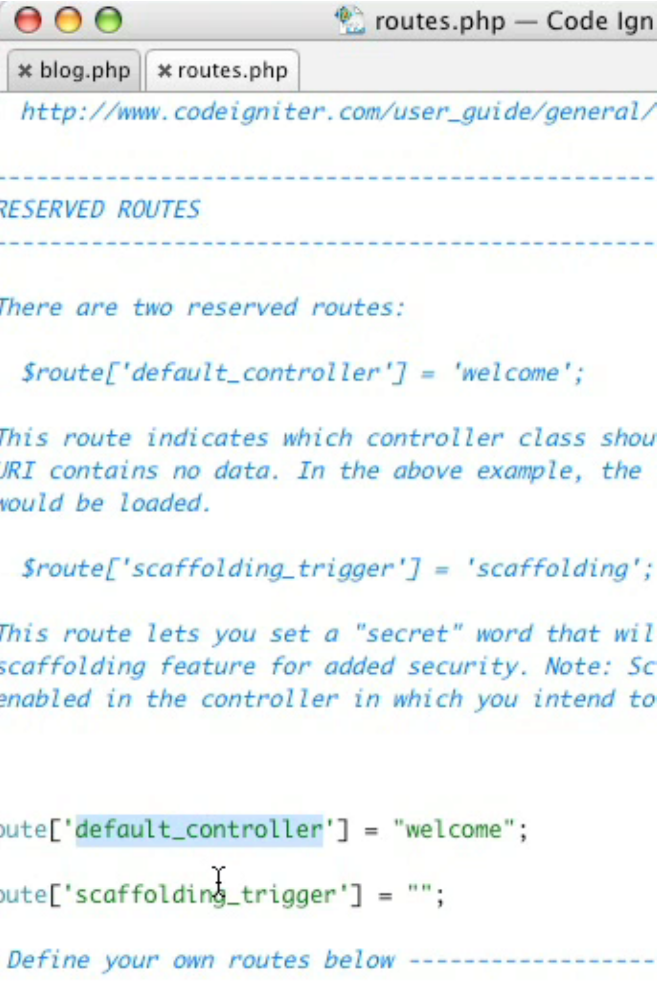 routes.php — Code Ign
blog.php
routes.php
http://www.codeigniter.com/user_guide/general/
-----------------------------------------------
RESERVED ROUTES
-----------------------------------------------
There are two reserved routes:
$route['default_controller'] = 'welcome';
This route indicates which controller class shou
URI contains no data. In the above example, the
would be loaded.
$route['scaffolding_trigger'] = 'scaffolding';
This route lets you set a "secret" word that wil
scaffolding feature for added security. Note: Sc
enabled in the controller in which you intend to
oute['default_controller'] = "welcome";
oute['scaffolding_trigger'] = "";
Define your own routes below ------------------